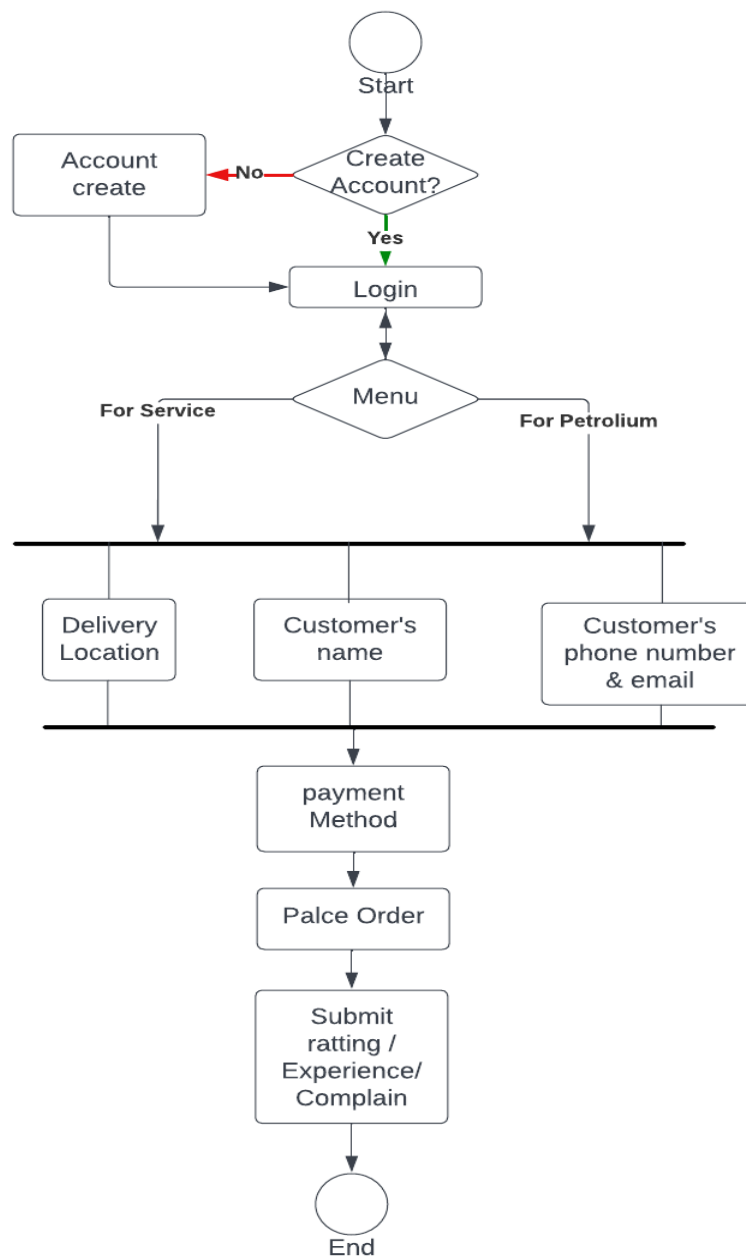 Start
Create
Account?
No
Account
create
Yes
Login
Menu
For Service
For Petrolium
Delivery
Location
Customer's
name
Customer's
phone number
& email
payment
Method
Palce Order
Submit
ratting /
Experience/
Complain
End